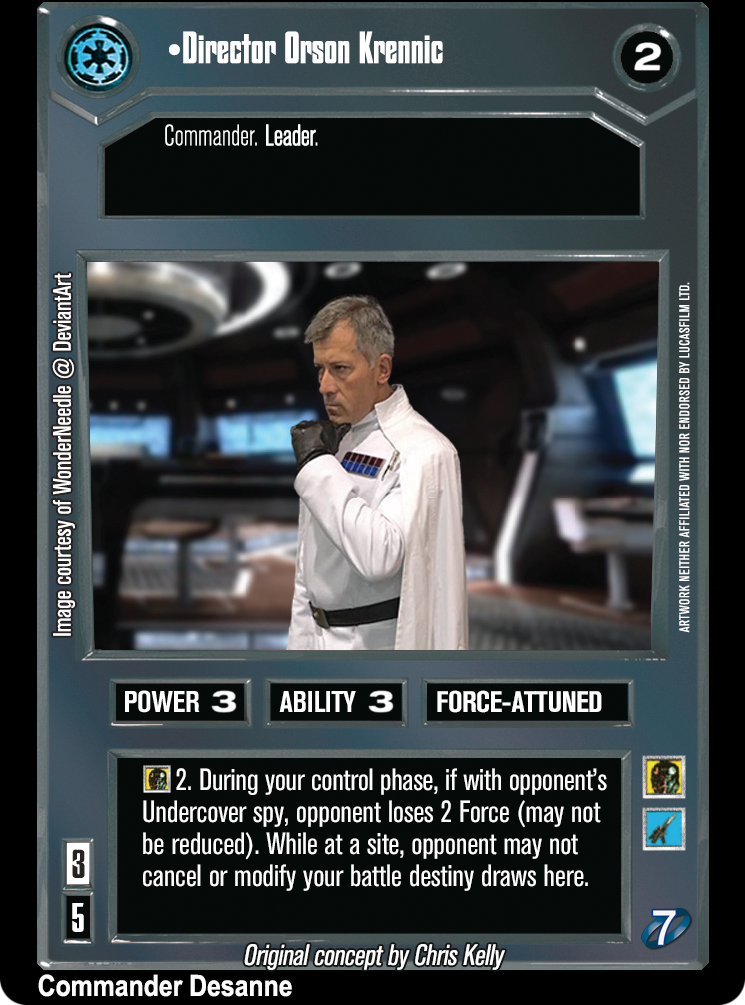 •Director Orson Krennic
2
Commander. Leader.
Image courtesy of WonderNeedle @ DeviantArt
ARTWORK NEITHER AFFILIATED WITH NOR ENDORSED BY LUCASFILM LTD.
POWER 3 ABILITY 3 FORCE-ATTUNED
2. During your control phase, if with opponent's
Undercover spy, opponent loses 2 Force (may not
be reduced). While at a site, opponent may not
cancel or modify your battle destiny draws here.
3
5
7
Original concept by Chris Kelly
Commander Desanne